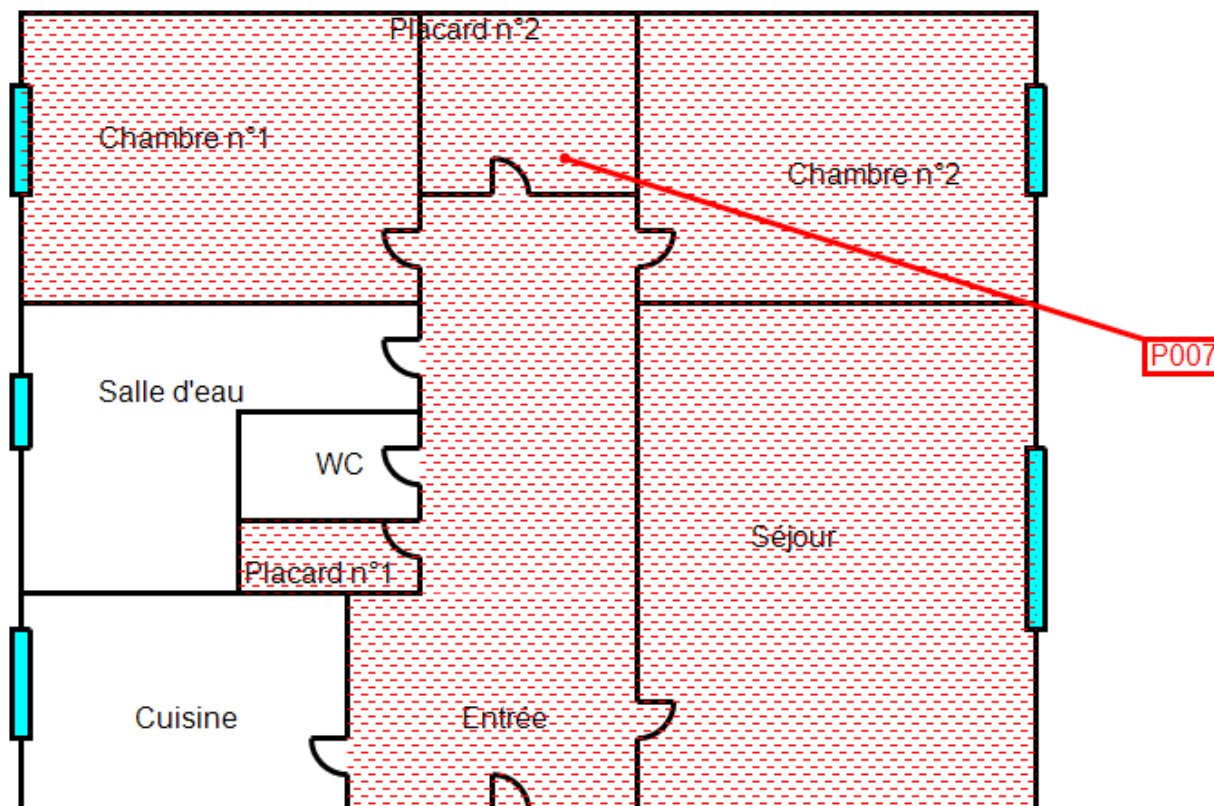 Placard n°2
Chambre n°1
Chambre n°2
P007
Salle d'eau
WC
Séjour
Placard n°1
Cuisine
Entrée